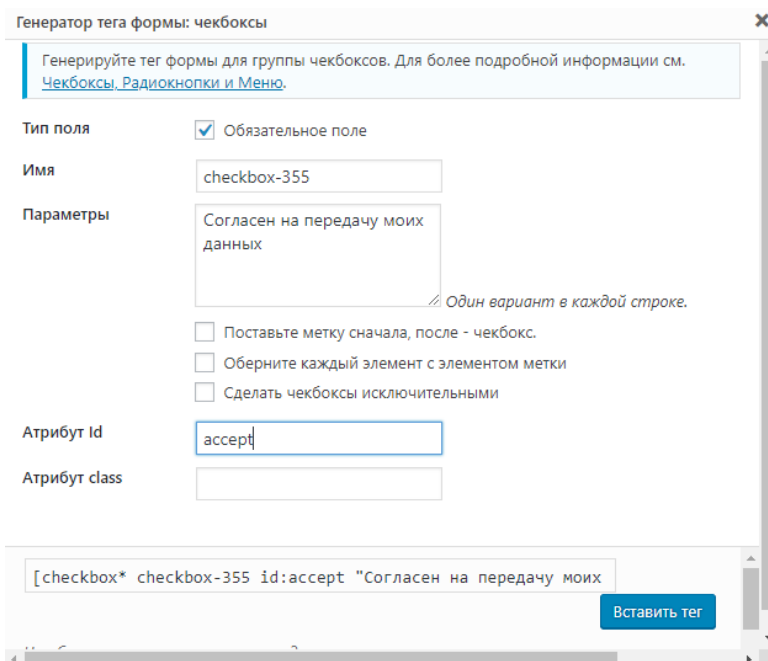 Генератор тега формы: чекбоксы
Генерируйте тег формы для группы чекбоксов. Для более подробной информации см.
Чекбоксы, Радиокнопки и Меню.
Тип поля
Обязательное поле
Имя
checkbox-355
Параметры
Согласен на передачу моих
данных
Один вариант в каждой строке.
Поставьте метку сначала, после - чекбокс.
Оберните каждый элемент с элементом метки
Сделать чекбоксы исключительными
Атрибут Id
accept
Атрибут class
[checkbox* checkbox-355 id:accept "Согласен на передачу моих
Вставить тег